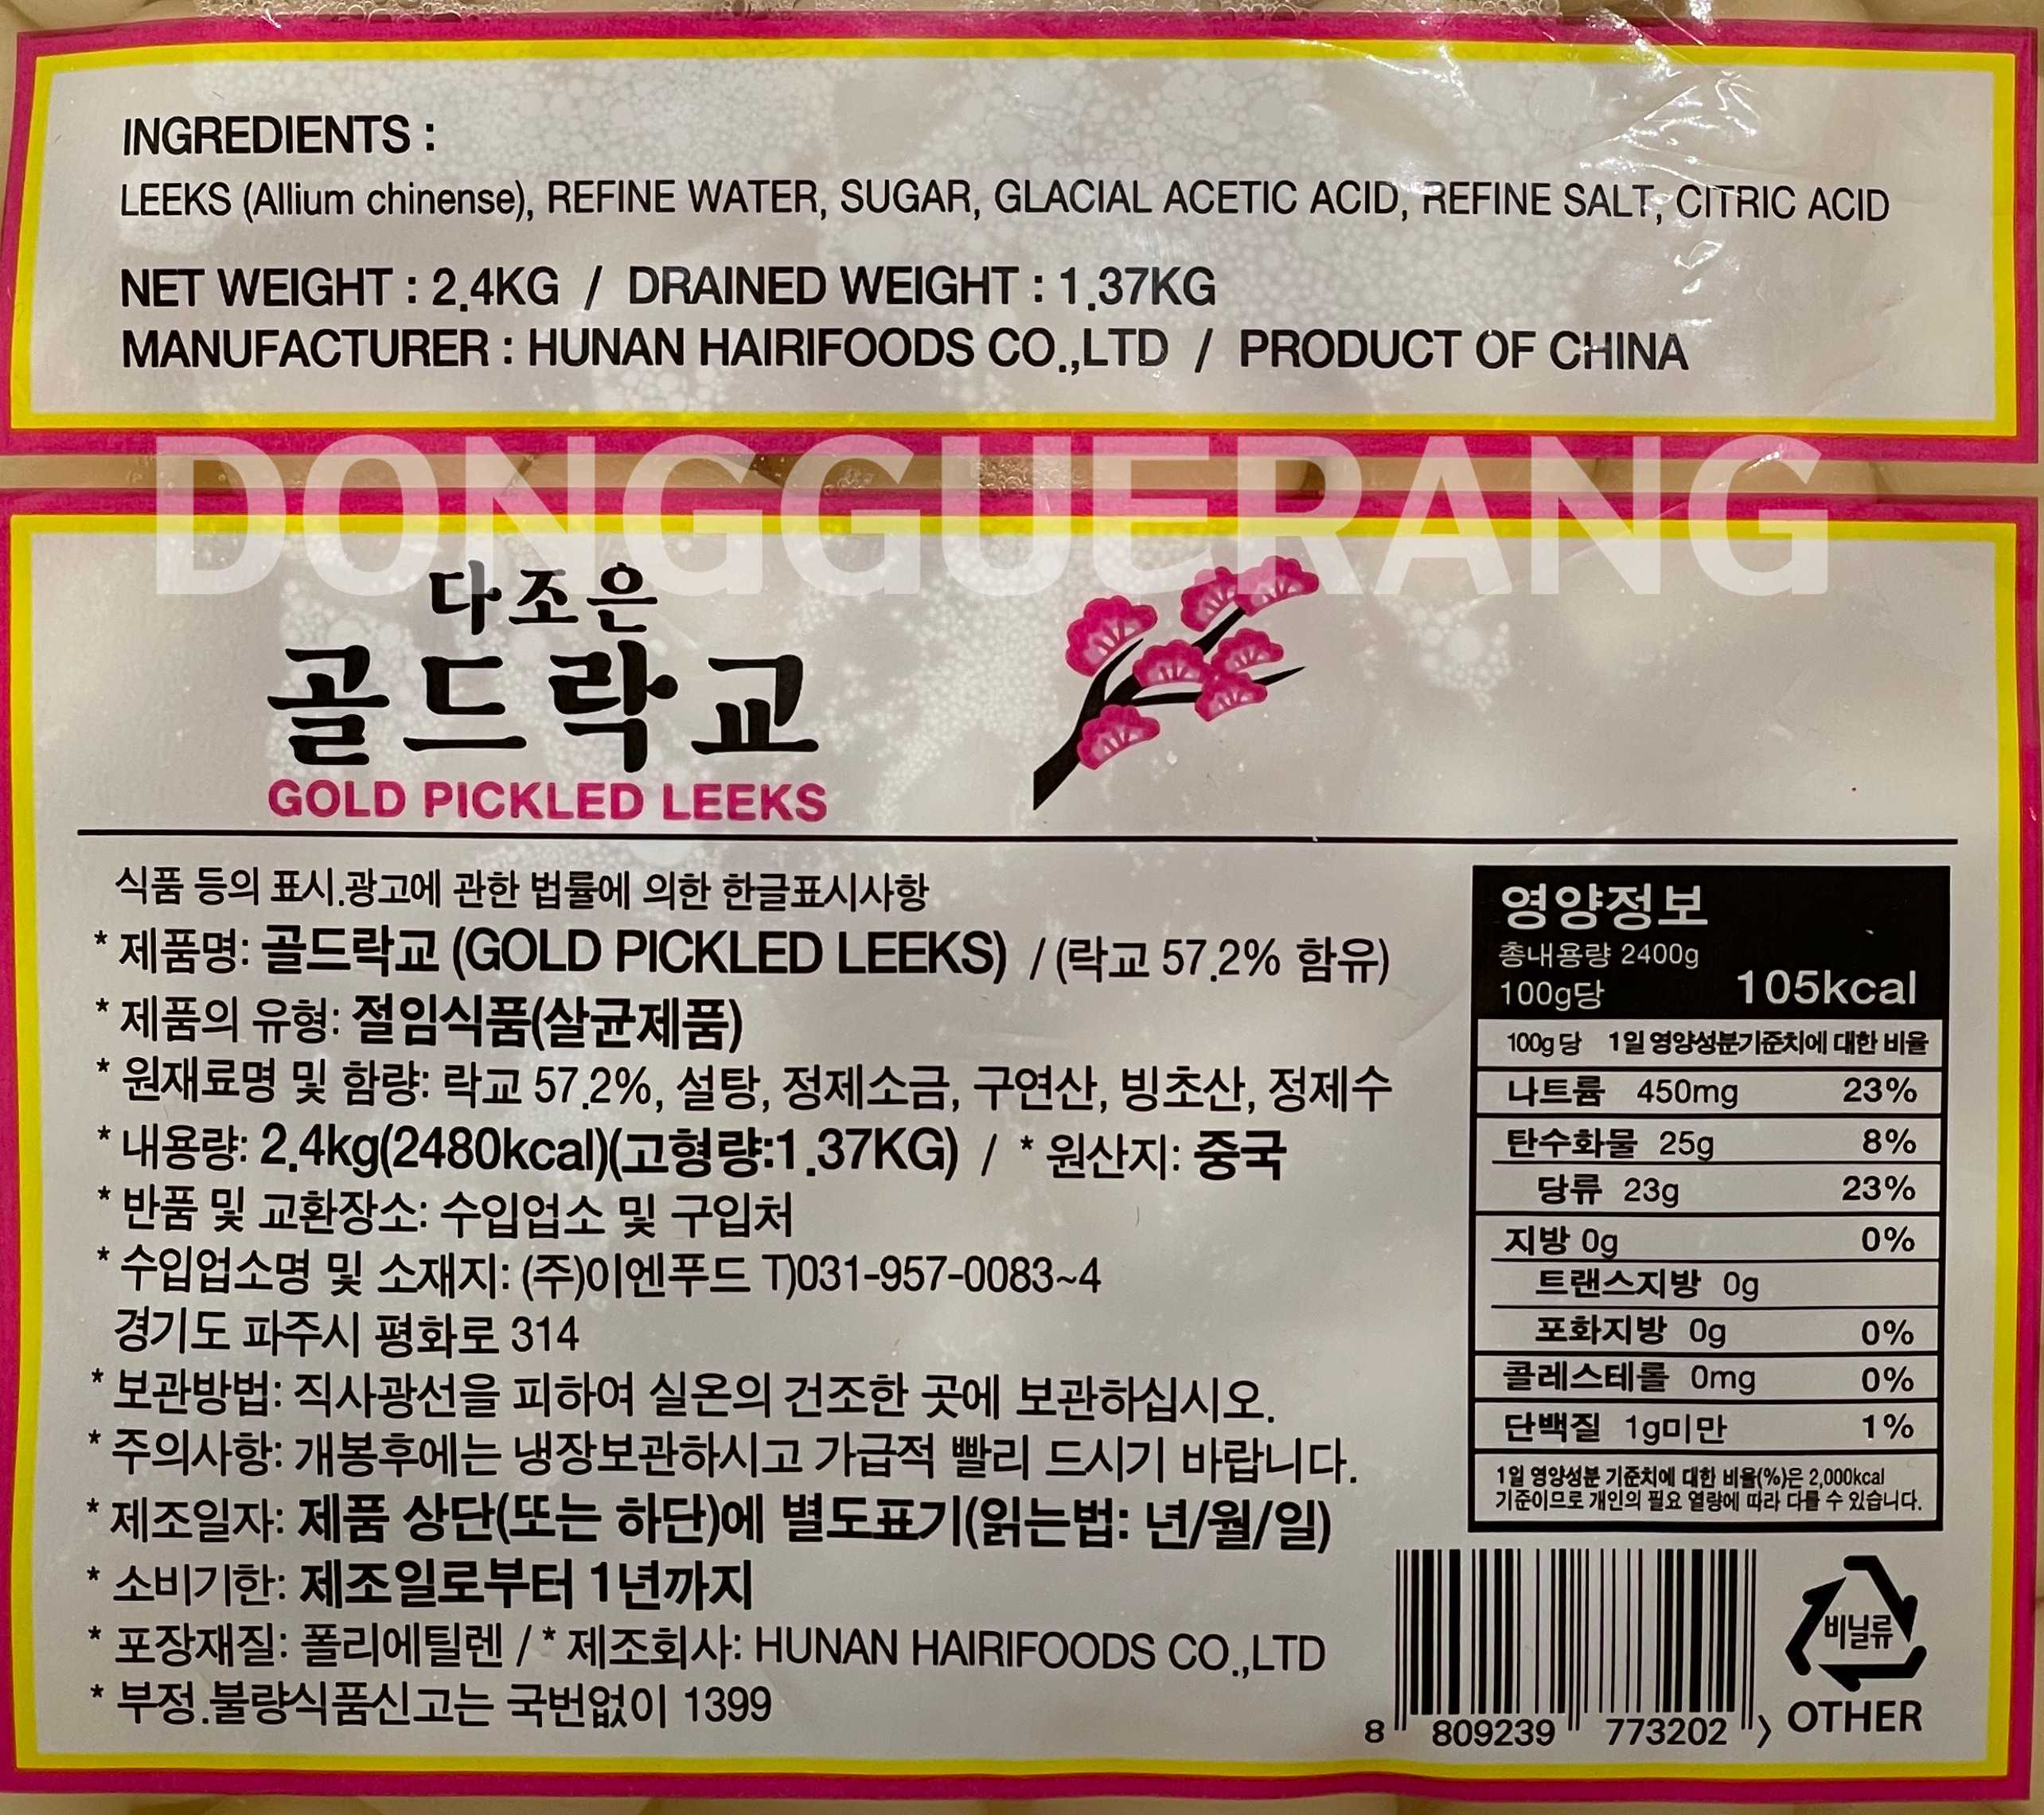 INGREDIENTS :
LEEKS (Allium chinense), REFINE WATER, SUGAR, GLACIAL ACETIC ACID, REFINE SALT, CITRIC ACID
NET WEIGHT : 2.4KG / DRAINED WEIGHT : 1.37KG
MANUFACTURER : HUNAN HAIRIFOODS CO.,LTD / PRODUCT OF CHINA
DONGGUERANG
다조은
골드락교
GOLD PICKLED LEEKS
식품 등의 표시.광고에 관한 법률에 의한 한글표시사항
* 제품명: 골드락교 (GOLD PICKLED LEEKS) / (락교 57.2% 함유)
* 제품의 유형: 절임식품(살균제품)
* 원재료명 및 함량: 락교 57.2%, 설탕, 정제소금, 구연산, 빙초산, 정제수
* 내용량: 2.4kg(2480kcal)(고형량:1.37KG) / * 원산지: 중국
* 반품 및 교환장소: 수입업소 및 구입처
* 수입업소명 및 소재지: (주)이엔푸드 T)031-957-0083~4
경기도 파주시 평화로 314
* 보관방법: 직사광선을 피하여 실온의 건조한 곳에 보관하십시오.
* 주의사항: 개봉후에는 냉장보관하시고 가급적 빨리 드시기 바랍니다.
* 제조일자: 제품 상단(또는 하단)에 별도표기(읽는법: 년/월/일)
* 소비기한: 제조일로부터 1년까지
* 포장재질: 폴리에틸렌 / * 제조회사: HUNAN HAIRIFOODS CO.,LTD
* 부정.불량식품신고는 국번없이 1399
영양정보
총내용량 2400g
100g당 105kcal
100g당 1일 영양성분기준치에 대한 비율
나트륨 450mg 23%
탄수화물 25g 8%
당류 23g 23%
지방 0g 0%
트랜스지방 0g
포화지방 0g 0%
콜레스테롤 0mg 0%
단백질 1g미만 1%
1일 영양성분 기준치에 대한 비율(%)은 2,000kcal
기준이므로 개인의 필요 열량에 따라 다를 수 있습니다.
8 809239 773202 >
비닐류
OTHER